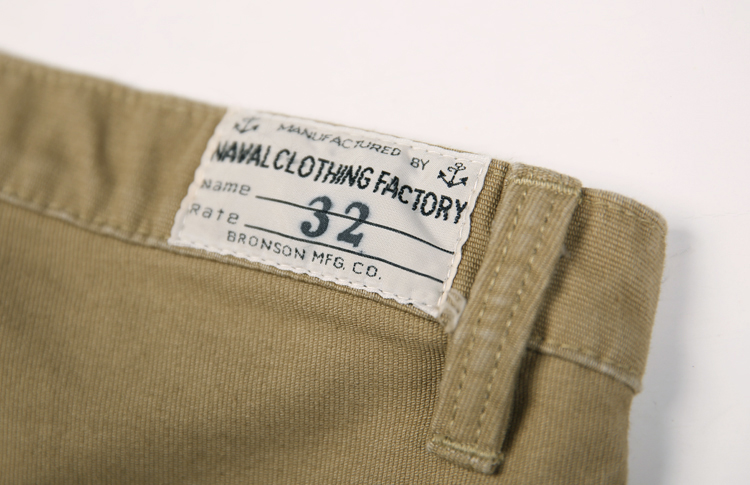 MANUFACTURED BY
NAVAL CLOTHING FACTORY
Name
32
Rate
BRONSON MFG. CO.